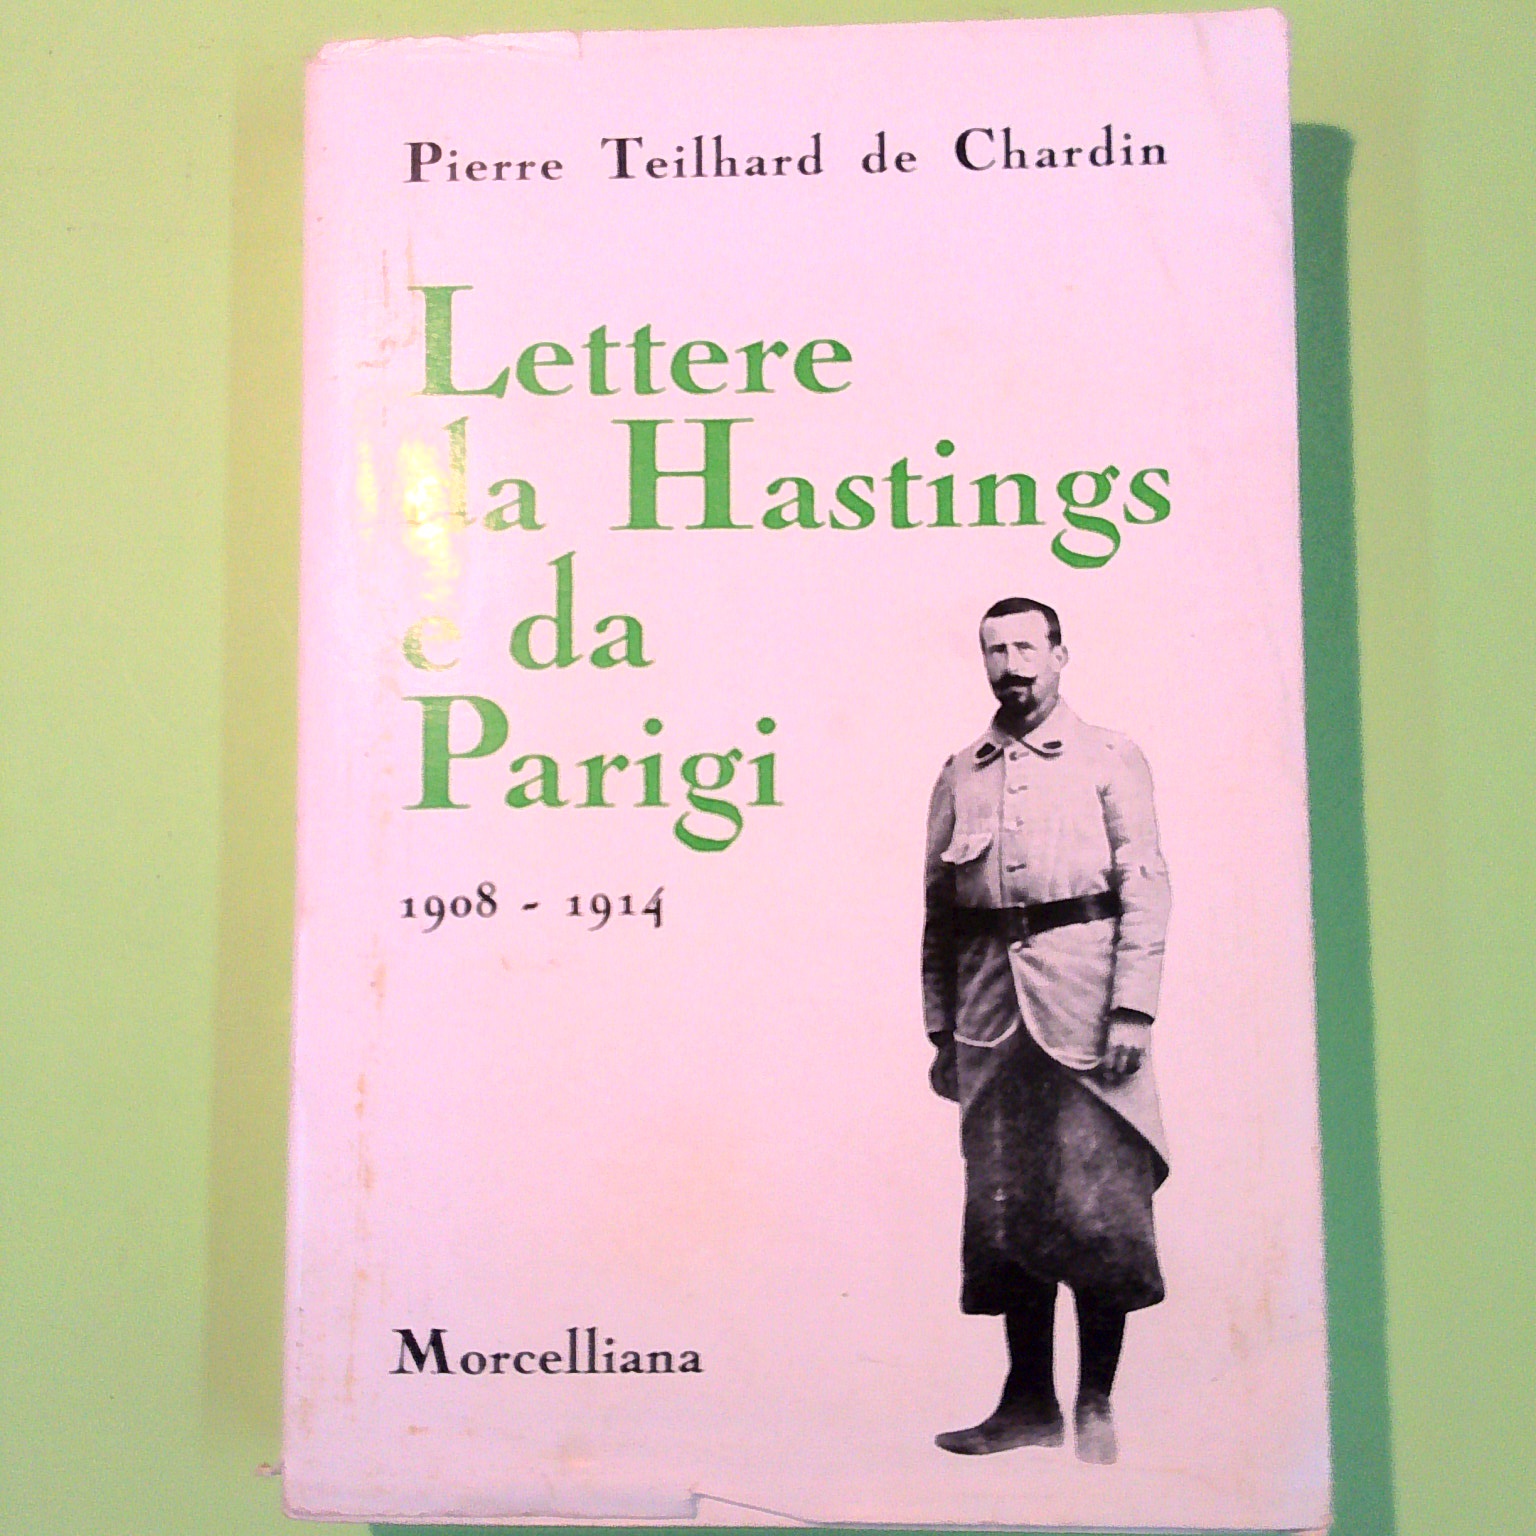 Pierre Teilhard de Chardin
Lettere
da Hastings
e da
Parigi
1908 - 1914
Morcelliana